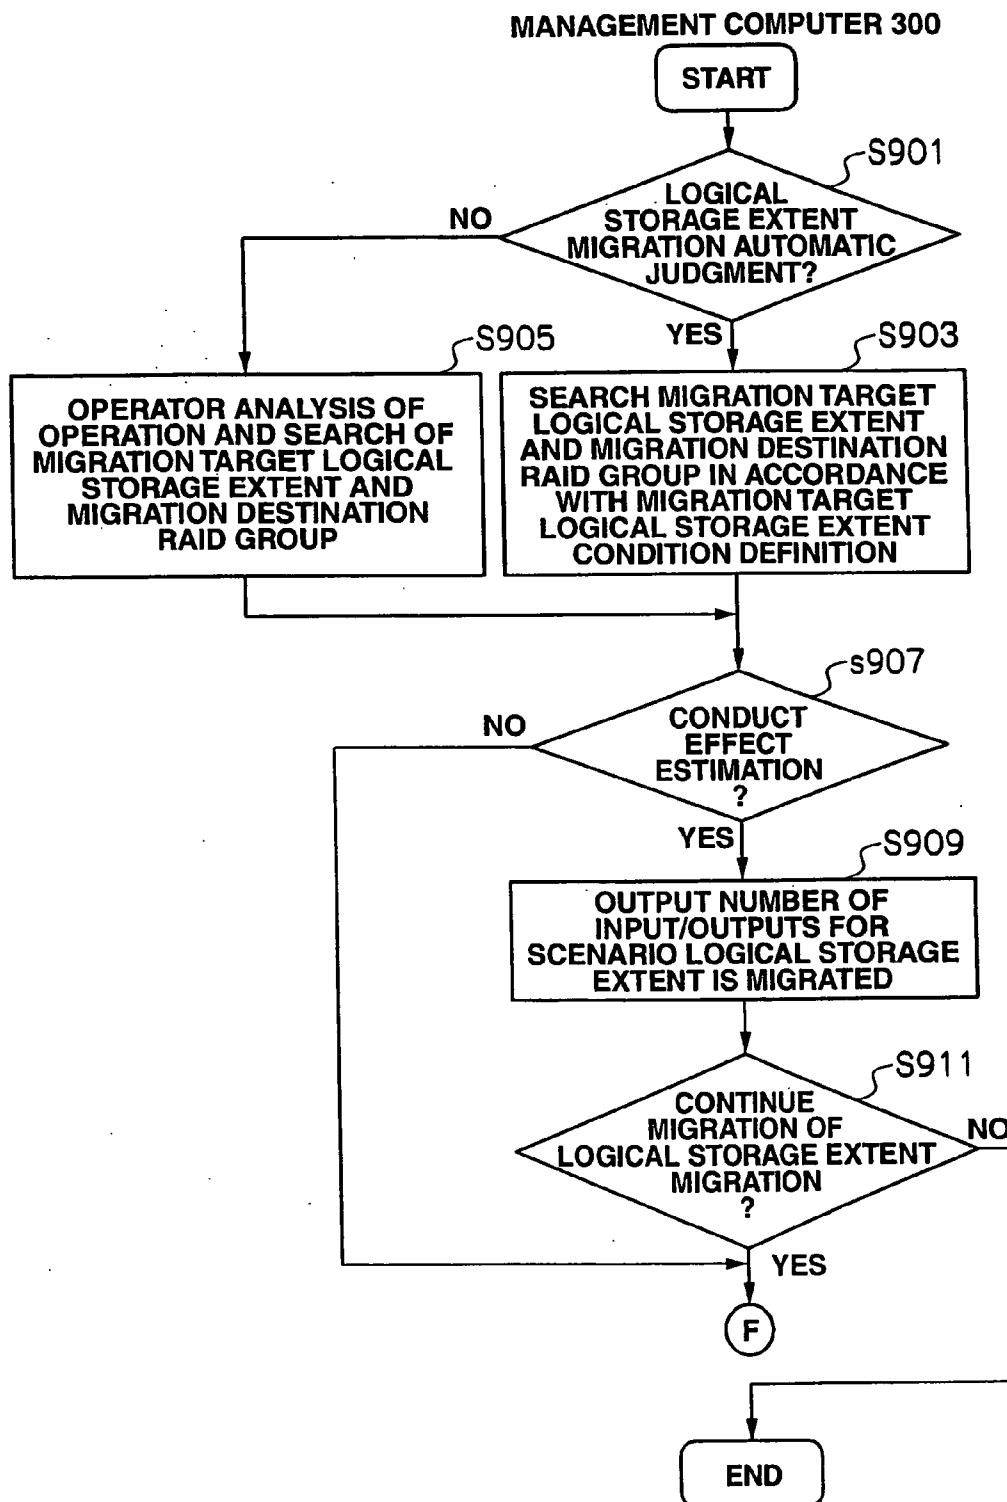 MANAGEMENT COMPUTER 300
START
S901
LOGICAL
STORAGE EXTENT
MIGRATION AUTOMATIC
JUDGMENT?
NO
YES
S905
OPERATOR ANALYSIS OF
OPERATION AND SEARCH OF
MIGRATION TARGET LOGICAL
STORAGE EXTENT AND
MIGRATION DESTINATION
RAID GROUP
S903
SEARCH MIGRATION TARGET
LOGICAL STORAGE EXTENT
AND MIGRATION DESTINATION
RAID GROUP IN ACCORDANCE
WITH MIGRATION TARGET
LOGICAL STORAGE EXTENT
CONDITION DEFINITION
s907
NO
CONDUCT
EFFECT
ESTIMATION
?
YES
S909
OUTPUT NUMBER OF
INPUT/OUTPUTS FOR
SCENARIO LOGICAL STORAGE
EXTENT IS MIGRATED
S911
CONTINUE
MIGRATION OF
LOGICAL STORAGE EXTENT
MIGRATION
?
NO
YES
F
END